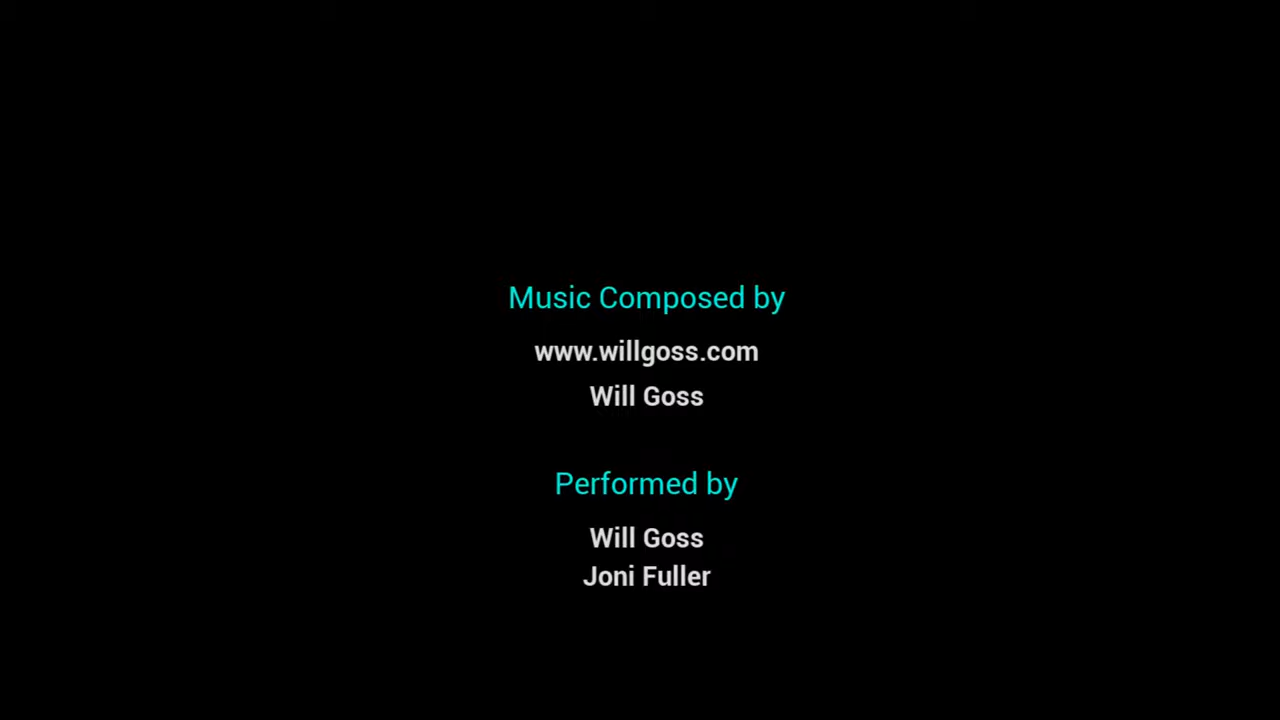 Music Composed by
www.willgoss.com
Will Goss
Performed by
Will Goss
Joni Fuller